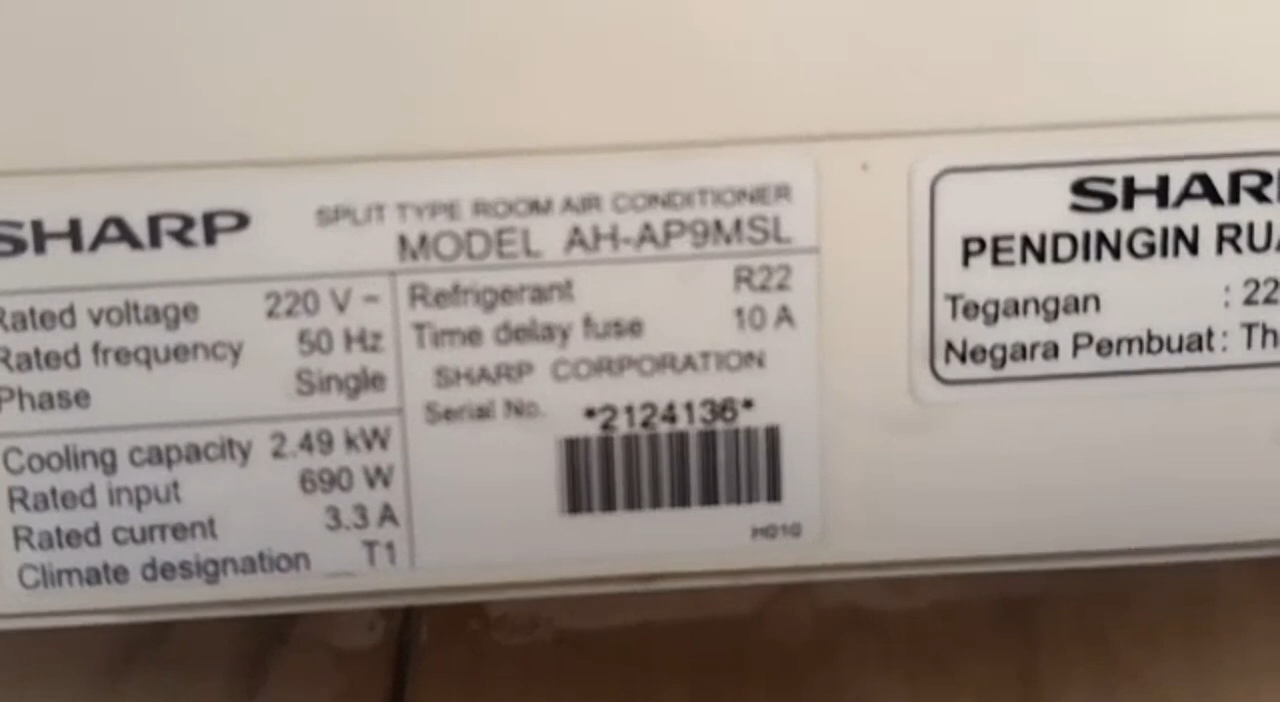 SHARP
SPLIT TYPE ROOM AIR CONDITIONER
MODEL AH-AP9MSL
Rated voltage 220 V ~
Rated frequency 50 Hz
Phase Single
Cooling capacity 2.49 kW
Rated input 690 W
Rated current 3.3 A
Climate designation T1
Refrigerant R22
Time delay fuse 10 A
SHARP CORPORATION
Serial No. *2124136*
H010
SHAR
PENDINGIN RUA
Tegangan : 22
Negara Pembuat : Th